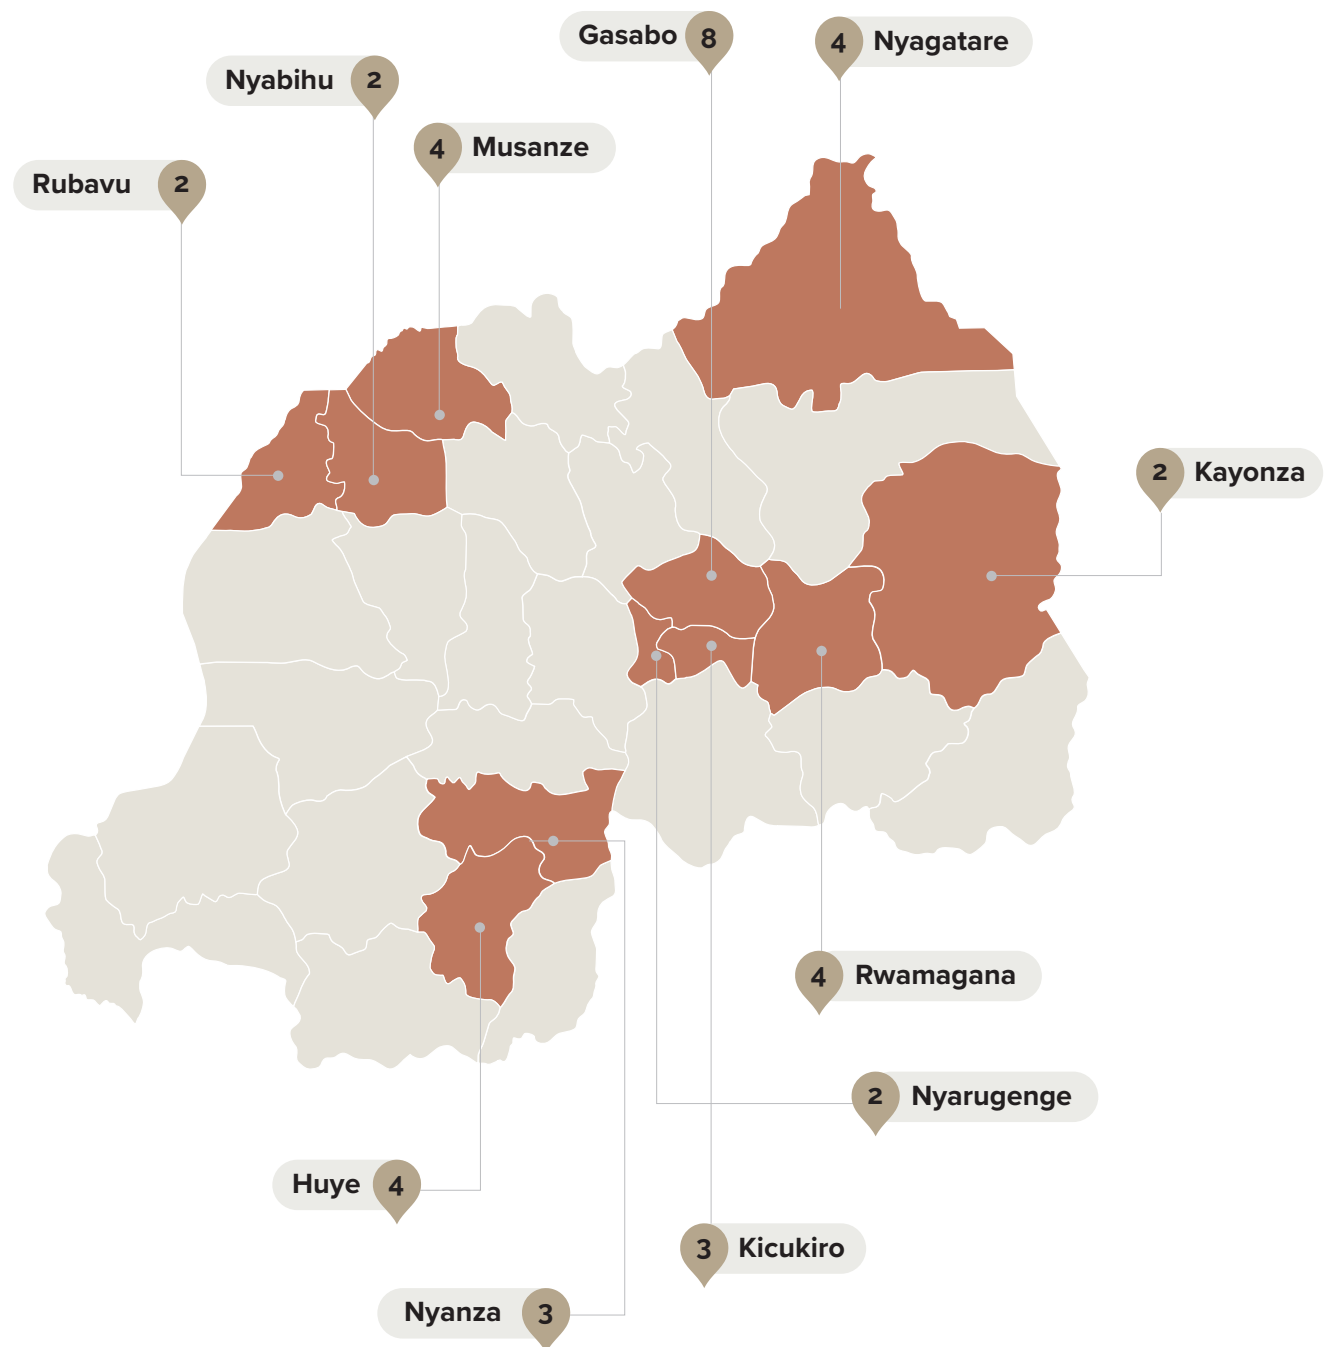 Gasabo 8
4 Nyagatare
Nyabihu 2
4 Musanze
Rubavu 2
2 Kayonza
4 Rwamagana
2 Nyarugenge
Huye 4
3 Kicukiro
Nyanza 3